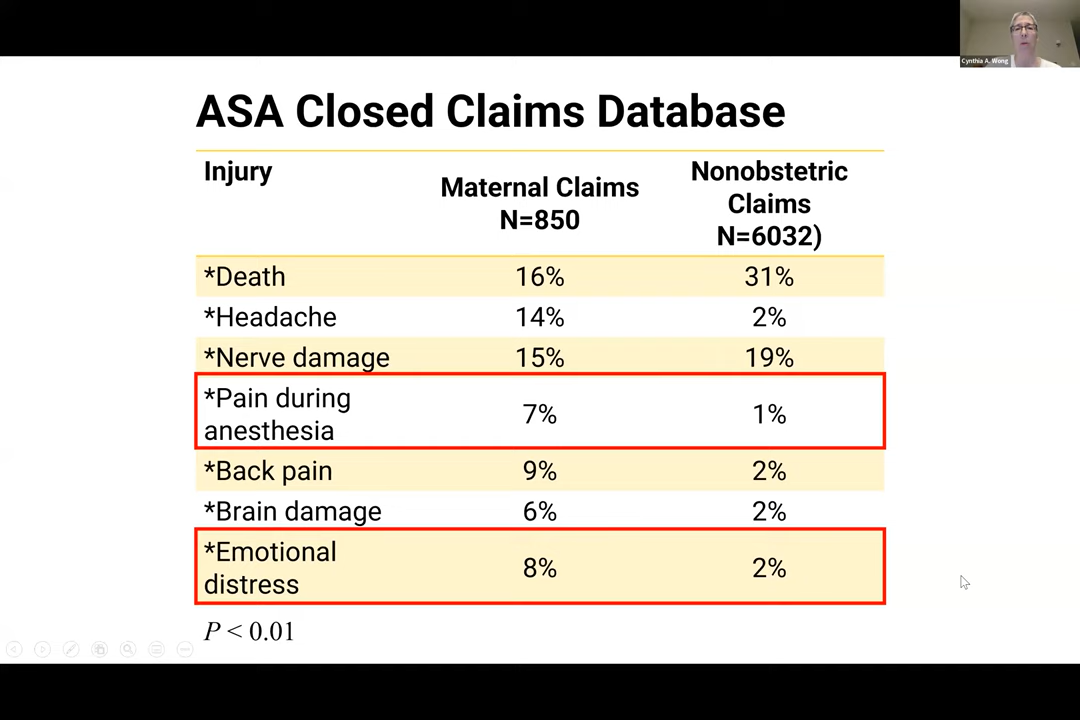 Cynthia A. Wong
ASA Closed Claims Database
Injury
Maternal Claims
N=850
Nonobstetric
Claims
N=6032)
*Death 16% 31%
*Headache 14% 2%
*Nerve damage 15% 19%
*Pain during
anesthesia 7% 1%
*Back pain 9% 2%
*Brain damage 6% 2%
*Emotional
distress 8% 2%
P < 0.01